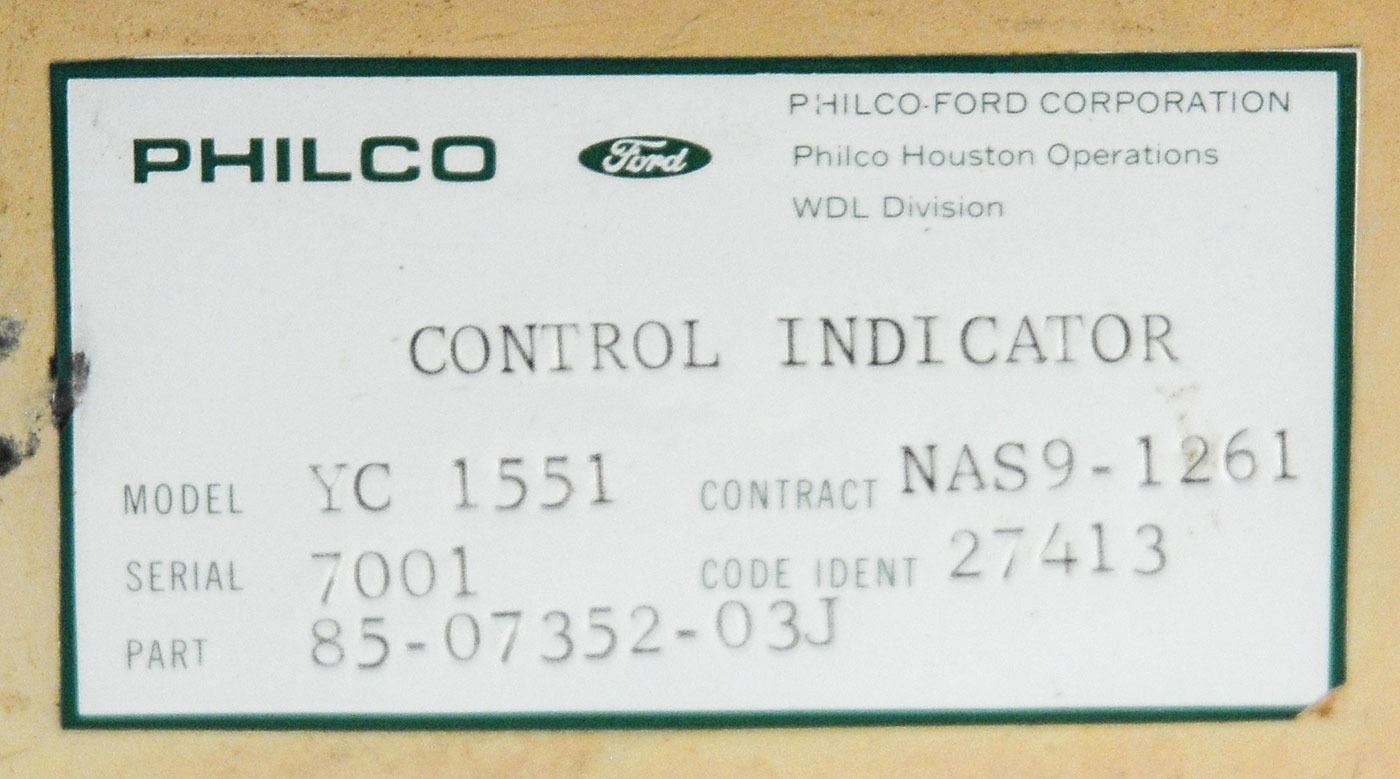 PHILCO Ford
PHILCO-FORD CORPORATION
Philco Houston Operations
WDL Division
CONTROL INDICATOR
MODEL YC 1551 CONTRACT NAS9-1261
SERIAL 7001 CODE IDENT 27413
PART 85-07352-03J